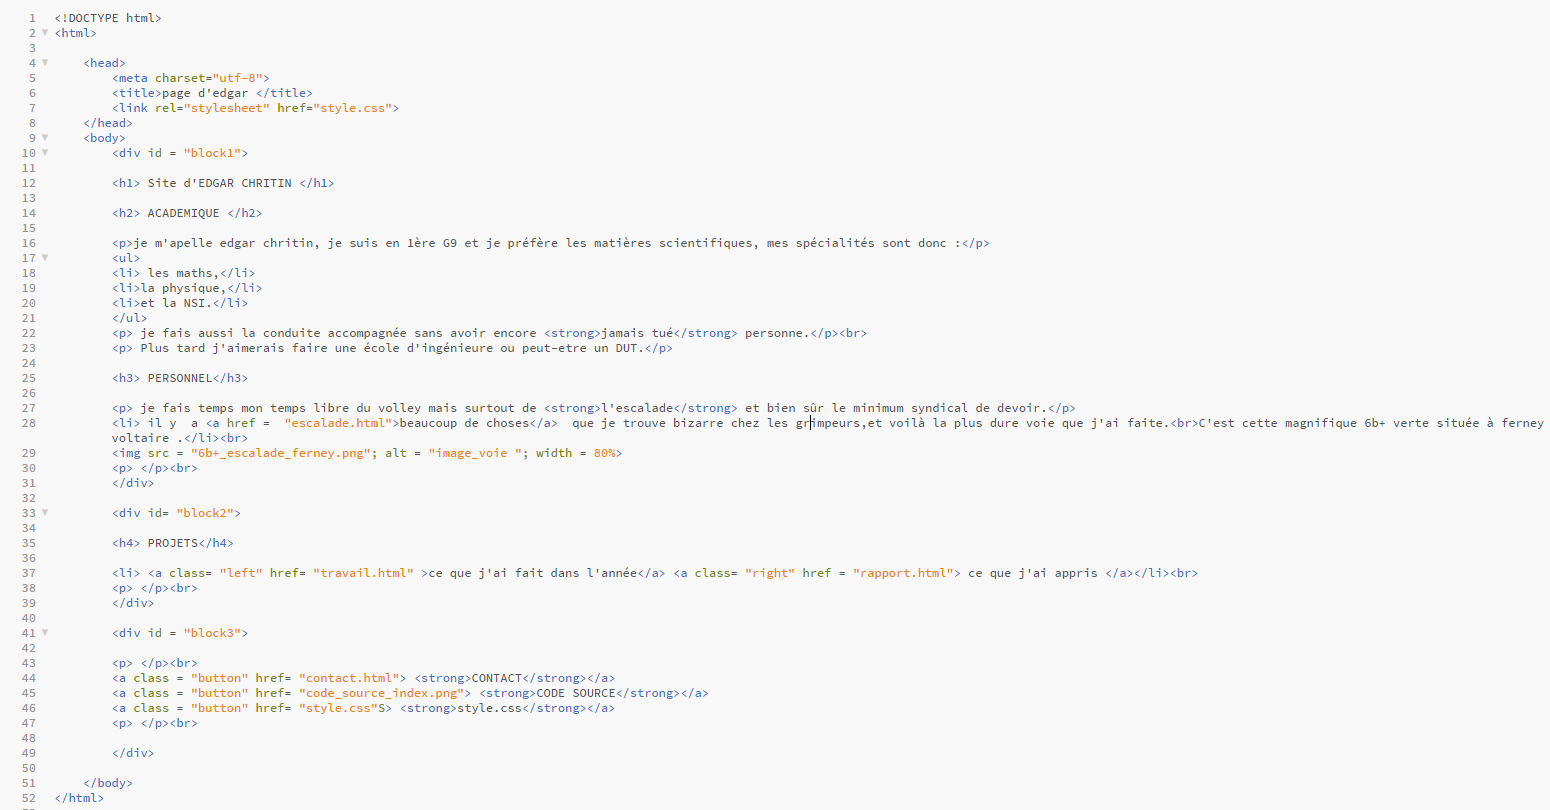 1 <!DOCTYPE html>
2 <html>
3
4 <head>
5 <meta charset="utf-8">
6 <title>page d'edgar </title>
7 <link rel="stylesheet" href="style.css">
8 </head>
9 <body>
10 <div id = "block1">
11
12 <h1> Site d'EDGAR CHRITIN </h1>
13
14 <h2> ACADEMIQUE </h2>
15
16 <p>je m'apelle edgar chritin, je suis en 1ère G9 et je préfère les matières scientifiques, mes spécialités sont donc :</p>
17 <ul>
18 <li> les maths,</li>
19 <li>la physique,</li>
20 <li>et la NSI.</li>
21 </ul>
22 <p> je fais aussi la conduite accompagnée sans avoir encore <strong>jamais tué</strong> personne.</p><br>
23 <p> Plus tard j'aimerais faire une école d'ingénieure ou peut-etre un DUT.</p>
24
25 <h3> PERSONNEL</h3>
26
27 <p> je fais temps mon temps libre du volley mais surtout de <strong>l'escalade</strong> et bien sûr le minimum syndical de devoir.</p>
28 <li> il y  a <a href =  "escalade.html">beaucoup de choses</a>  que je trouve bizarre chez les grimpeurs,et voilà la plus dure voie que j'ai faite.<br>C'est cette magnifique 6b+ verte située à ferney
voltaire .</li><br>
29 <img src = "6b+_escalade_ferney.png"; alt = "image_voie "; width = 80%>
30 <p> </p><br>
31 </div>
32
33 <div id= "block2">
34
35 <h4> PROJETS</h4>
36
37 <li> <a class= "left" href= "travail.html" >ce que j'ai fait dans l'année</a> <a class= "right" href = "rapport.html"> ce que j'ai appris </a></li><br>
38 <p> </p><br>
39 </div>
40
41 <div id = "block3">
42
43 <p> </p><br>
44 <a class = "button" href= "contact.html"> <strong>CONTACT</strong></a>
45 <a class = "button" href= "code_source_index.png"> <strong>CODE SOURCE</strong></a>
46 <a class = "button" href= "style.css"S> <strong>style.css</strong></a>
47 <p> </p><br>
48
49 </div>
50
51 </body>
52 </html>